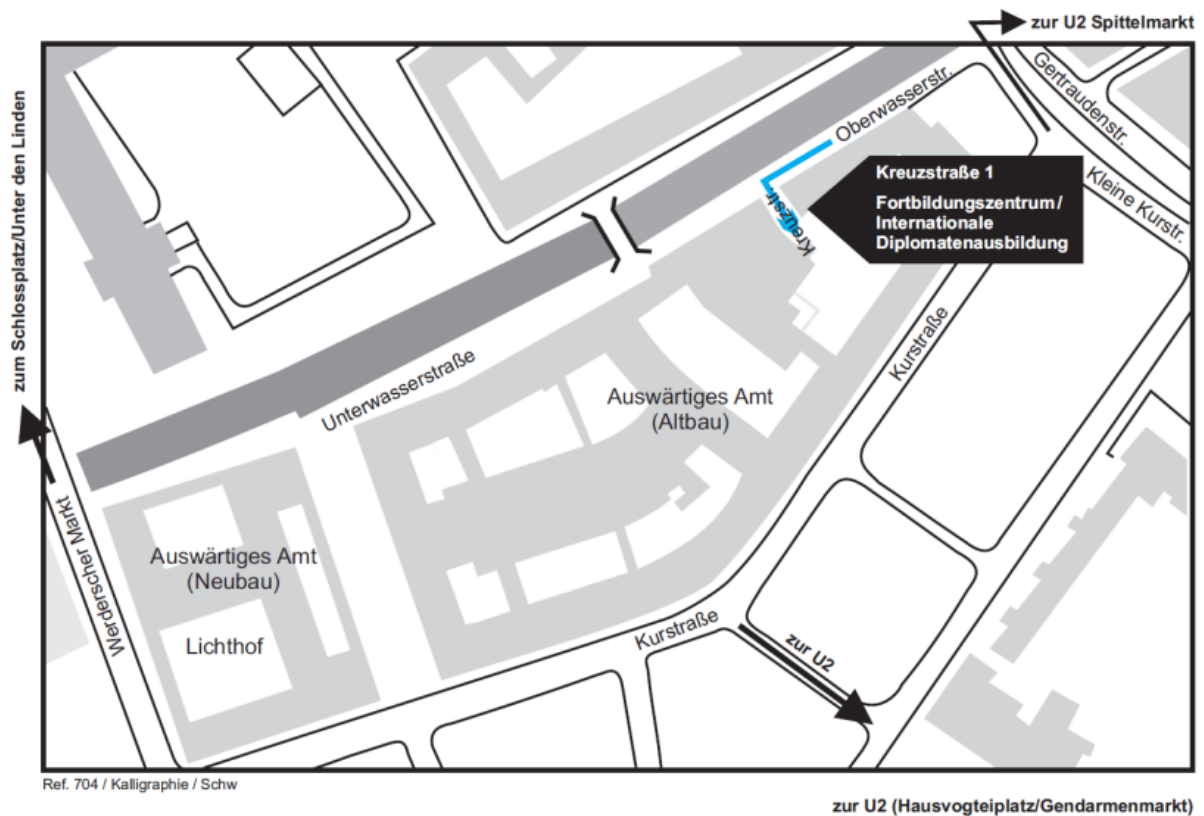 zur U2 Spittelmarkt
zum Schlossplatz/Unter den Linden
Gertraudenstr.
Oberwasserstr.
Kreuzstraße 1
Fortbildungszentrum/
Internationale
Diplomatenausbildung
Kleine Kurstr.
Kreuzstr.
Kurstraße
Unterwasserstraße
Auswärtiges Amt
(Altbau)
Werderscher Markt
Auswärtiges Amt
(Neubau)
Lichthof
Kurstraße
zur U2
Ref. 704 / Kalligraphie / Schw
zur U2 (Hausvogteiplatz/Gendarmenmarkt)